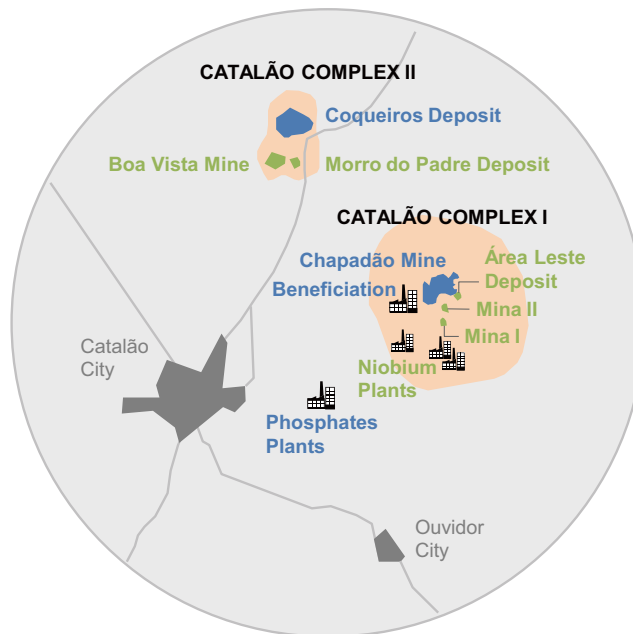 CATALÃO COMPLEX II
Coqueiros Deposit
Boa Vista Mine
Morro do Padre Deposit
CATALÃO COMPLEX I
Chapadão Mine
Beneficiation
Área Leste
Deposit
Mina II
Mina I
Niobium
Plants
Catalão
City
Phosphates
Plants
Ouvidor
City